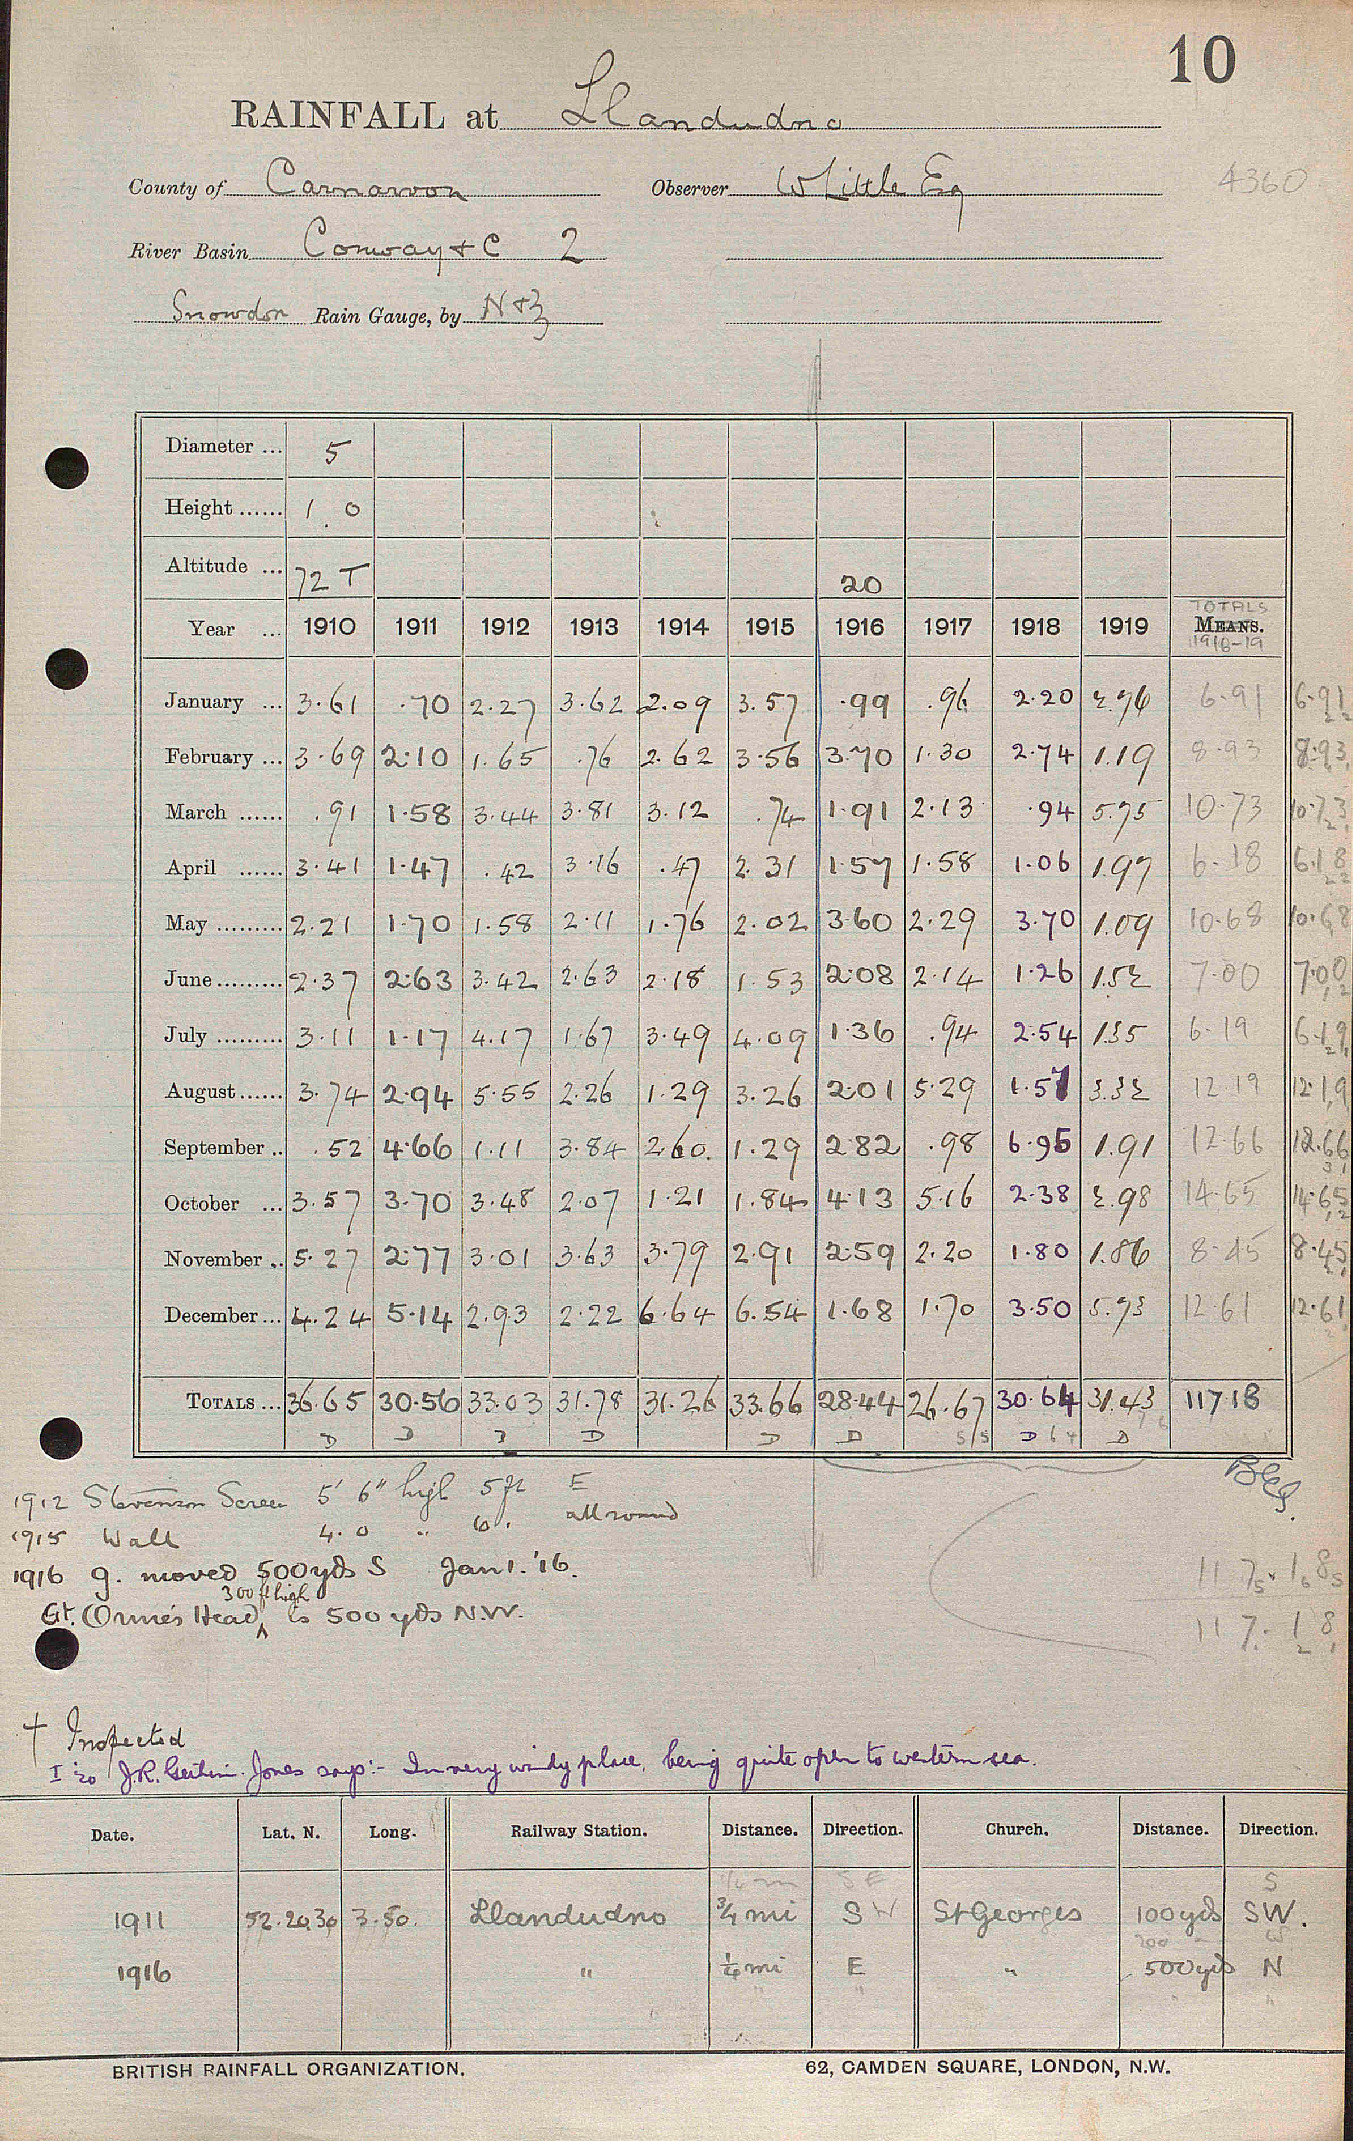 10
RAINFALL at Llandudno
County of Carnarvon Observer W Little Esq 4360
River Basin Conway & C 2
Snowdon Rain Gauge, by N & Z
Diameter ... 5
Height ...... 1 . 0
Altitude ... 72 T 20
TOTALS
Year ... 1910 1911 1912 1913 1914 1915 1916 1917 1918 1919 MEANS.
1916-19
January ... 3.61 .70 2.27 3.62 2.09 3.57 .99 .96 2.20 2.76 6.91 6.91
February ... 3.69 2.10 1.65 .76 2.62 3.56 3.70 1.30 2.74 1.19 8.93 8.93
March ...... .91 1.58 3.44 3.81 3.12 .74 1.91 2.13 .94 5.75 10.73 10.73
April ...... 3.41 1.47 .42 3.16 .47 2.31 1.57 1.58 1.06 1.97 6.18 6.18
May ......... 2.21 1.70 1.58 2.11 1.76 2.02 3.60 2.29 3.70 1.09 10.68 10.68
June ......... 2.37 2.63 3.42 2.63 2.18 1.53 2.08 2.14 1.26 1.52 7.00 7.00
July ......... 3.11 1.17 4.17 1.67 3.49 4.09 1.36 .94 2.54 1.35 6.19 6.19
August ...... 3.74 2.94 5.55 2.26 1.29 3.26 2.01 5.29 1.57 3.32 12.19 12.19
September .. .52 4.66 1.11 3.84 2.60 1.29 2.82 .98 6.95 1.91 12.66 12.66
October ... 3.57 3.70 3.48 2.07 1.21 1.84 4.13 5.16 2.38 2.98 14.65 14.65
November .. 5.27 2.77 3.01 3.63 3.79 2.91 2.59 2.20 1.80 1.86 8.45 8.45
December ... 4.24 5.14 2.93 2.22 6.64 6.54 1.68 1.70 3.50 5.73 12.61 12.61
TOTALS ... 36.65 30.56 33.03 31.78 31.26 33.66 28.44 26.67 30.64 31.43 117.18
D D D D D D D D
1912 Stevenson Screen 5' 6" high 5 ft E
1915 Wall 4.0 " 6 . all round
1916 g. moved 500 yds S Jan 1. '16.
300 ft high
Gt. Orme's Head is 500 yds N.W.
117.18
117.18
† Inspected
J.R. Jones says:- In very windy place, being quite open to western sea.
Date. Lat. N. Long. Railway Station. Distance. Direction. Church. Distance. Direction.
1/4 m SE S
1911 52.20.30 3.50. Llandudno 3/4 mi SW St Georges 100 yds SW.
200 W
1916 " 1/4 mi E " 500 yds N
BRITISH RAINFALL ORGANIZATION. 62, CAMDEN SQUARE, LONDON, N.W.